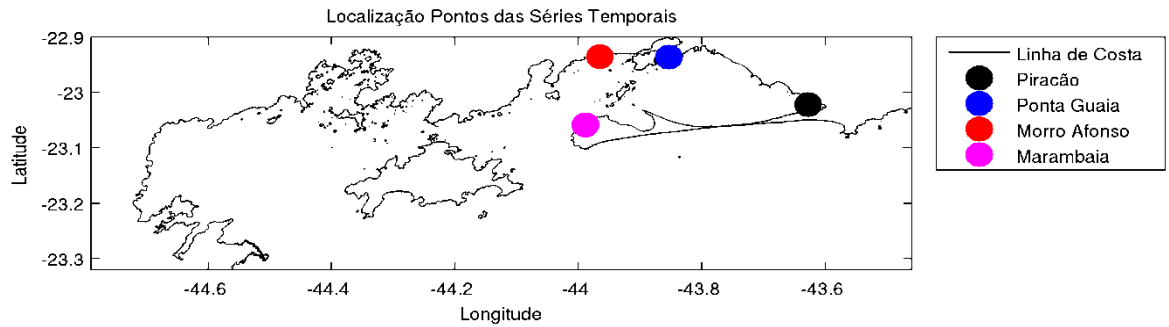 Localização Pontos das Séries Temporais
-22.9
-23
-23.1
-23.2
-23.3
Latitude
-44.6
-44.4
-44.2
-44
-43.8
-43.6
Longitude
Linha de Costa
Piracão
Ponta Guaia
Morro Afonso
Marambaia